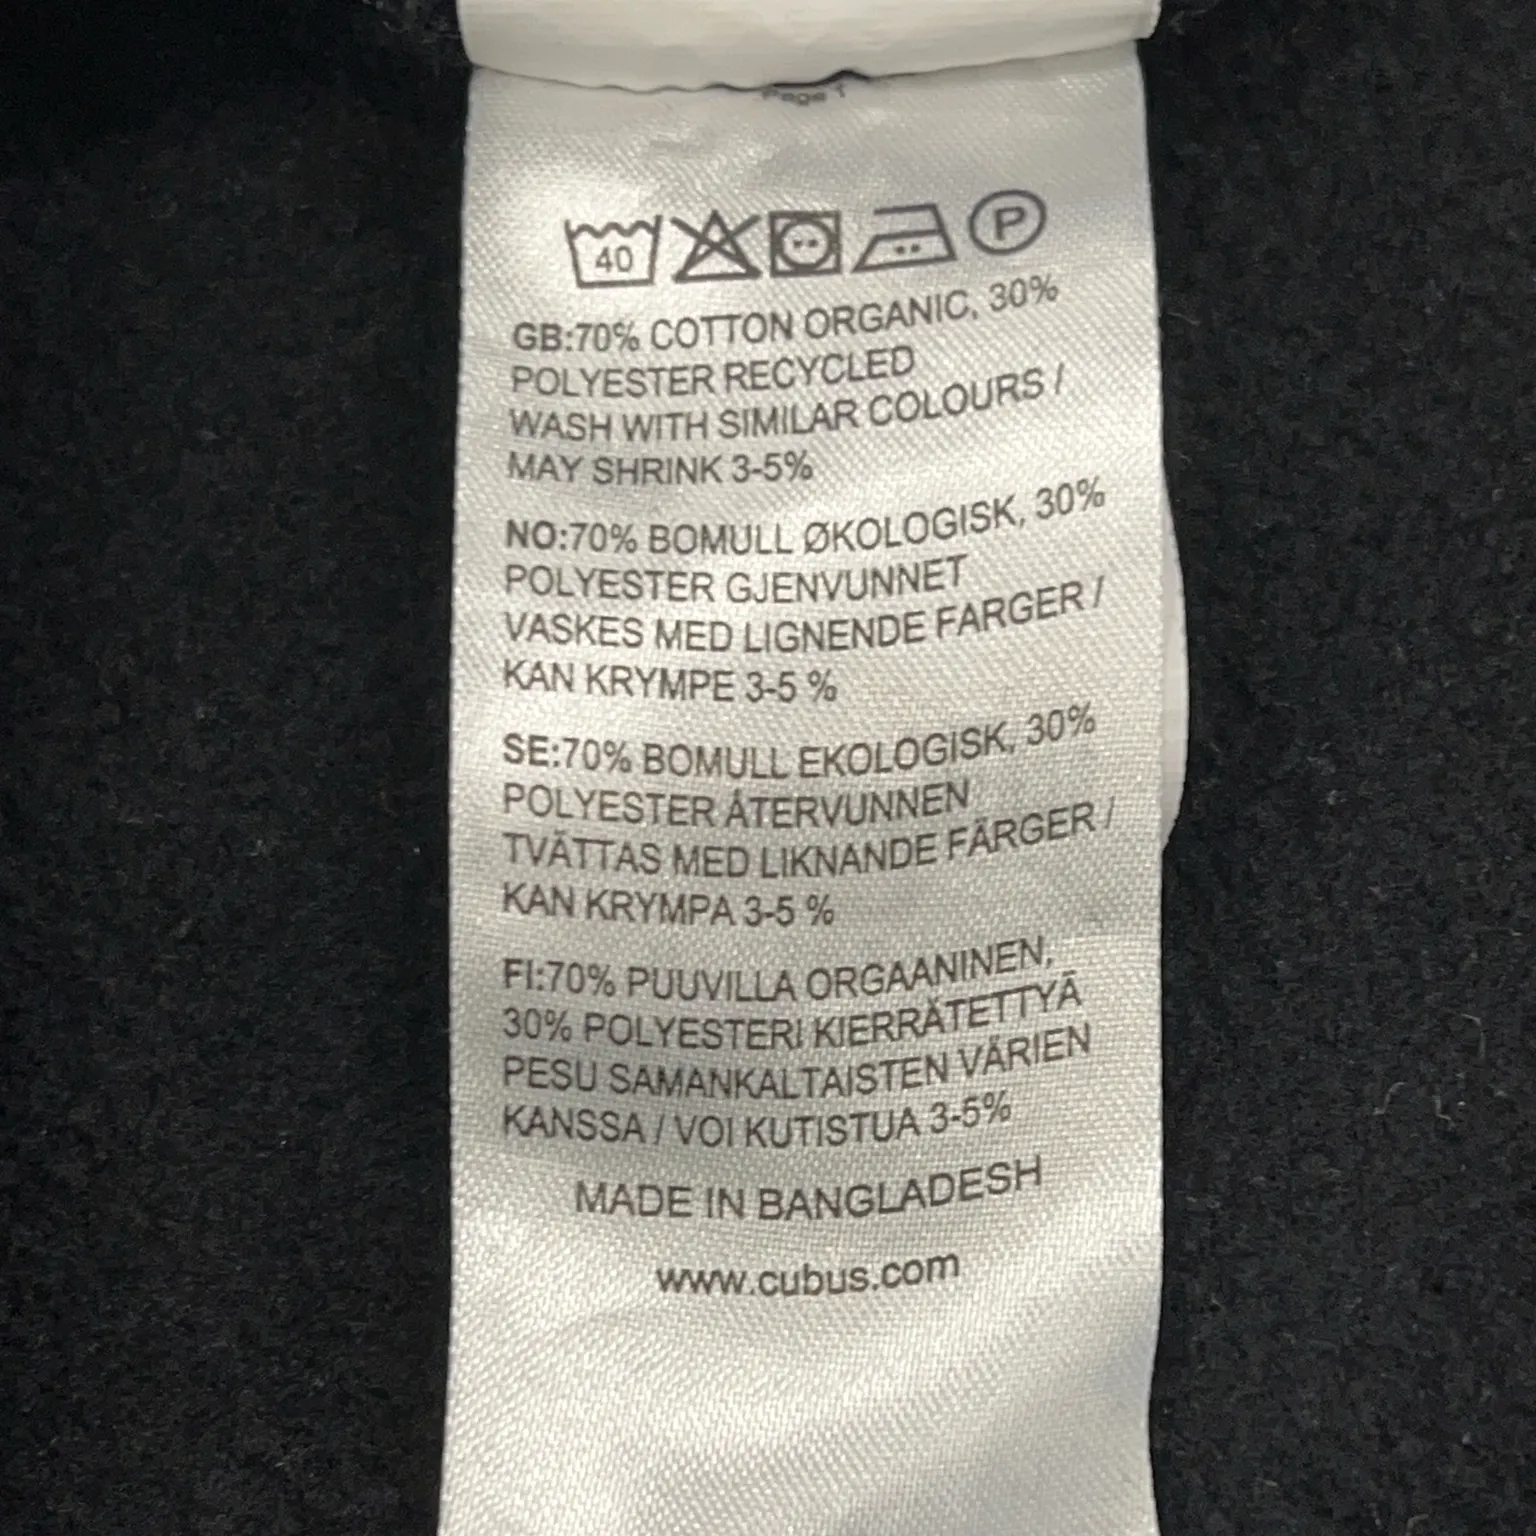 Page 1
40
P
GB:70% COTTON ORGANIC, 30%
POLYESTER RECYCLED
WASH WITH SIMILAR COLOURS /
MAY SHRINK 3-5%
NO:70% BOMULL ØKOLOGISK, 30%
POLYESTER GJENVUNNET
VASKES MED LIGNENDE FARGER /
KAN KRYMPE 3-5 %
SE:70% BOMULL EKOLOGISK, 30%
POLYESTER ÅTERVUNNEN
TVÄTTAS MED LIKNANDE FÄRGER /
KAN KRYMPA 3-5 %
FI:70% PUUVILLA ORGAANINEN,
30% POLYESTERI KIERRÄTETTYÄ
PESU SAMANKALTAISTEN VÄRIEN
KANSSA / VOI KUTISTUA 3-5%
MADE IN BANGLADESH
www.cubus.com